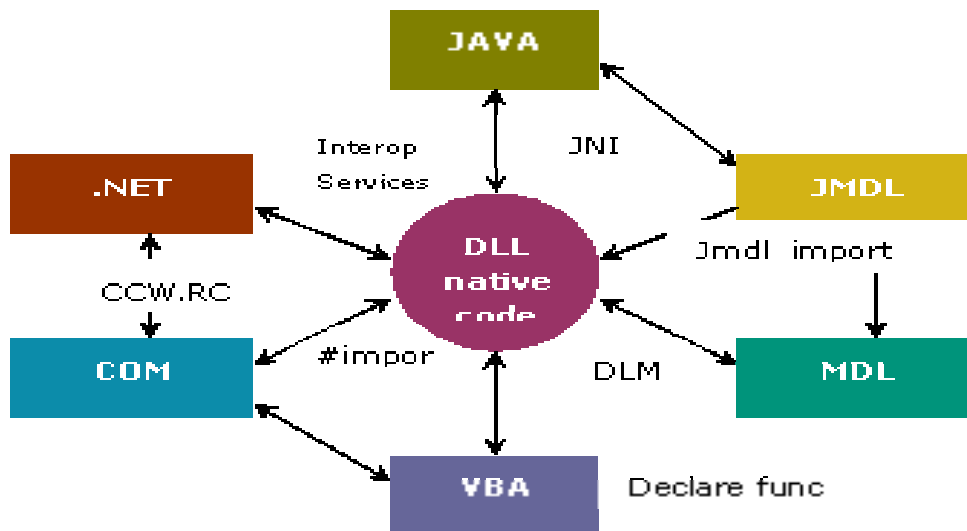 JAVA
Interop
Services
JNI
.NET
JMDL
DLL
native
code
Jmdl import
CCW.RC
#impor
DLM
COM
MDL
VBA
Declare func